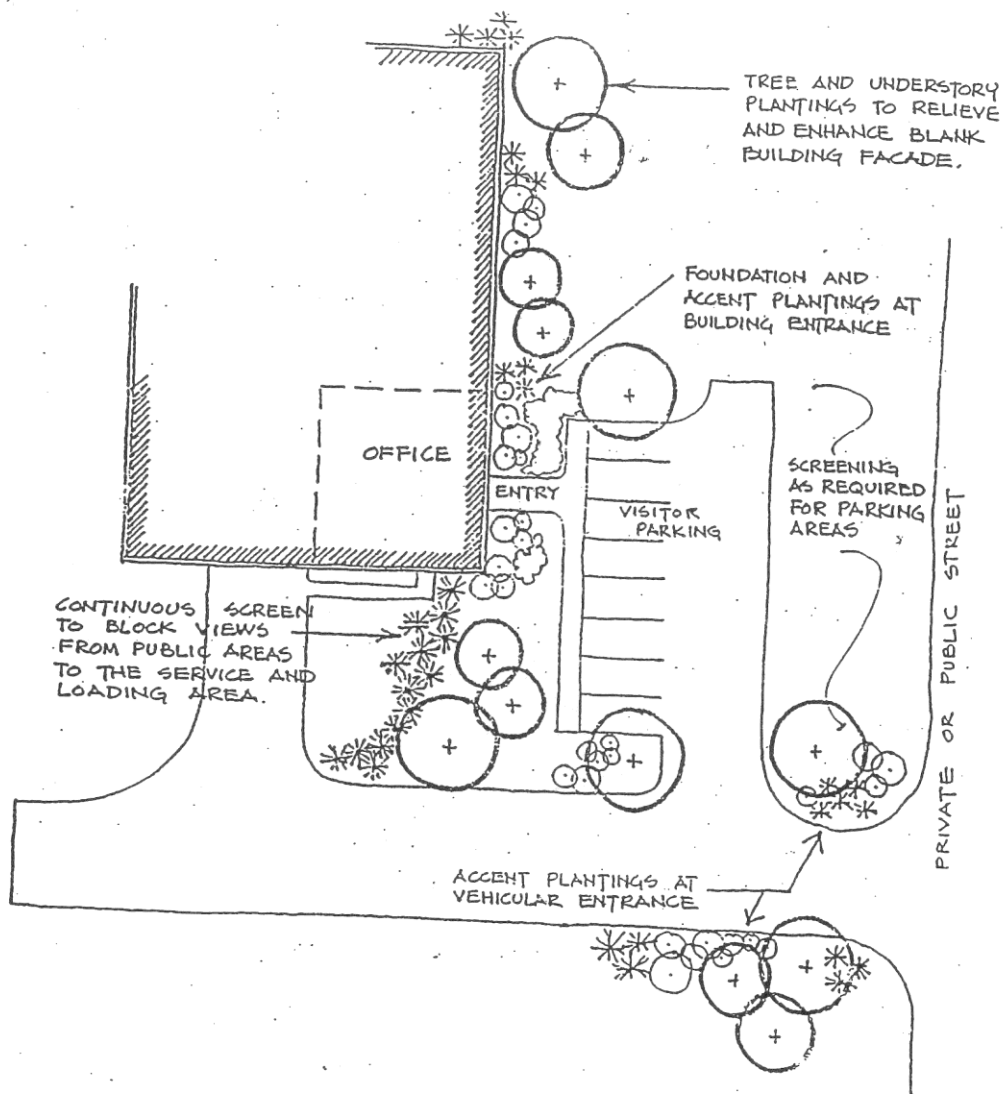 TREE AND UNDERSTORY
PLANTINGS TO RELIEVE
AND ENHANCE BLANK
BUILDING FACADE.
FOUNDATION AND
ACCENT PLANTINGS AT
BUILDING ENTRANCE
OFFICE
ENTRY
VISITOR
PARKING
SCREENING
AS REQUIRED
FOR PARKING
AREAS
PRIVATE OR PUBLIC STREET
CONTINUOUS SCREEN
TO BLOCK VIEWS
FROM PUBLIC AREAS
TO THE SERVICE AND
LOADING AREA.
ACCENT PLANTINGS AT
VEHICULAR ENTRANCE